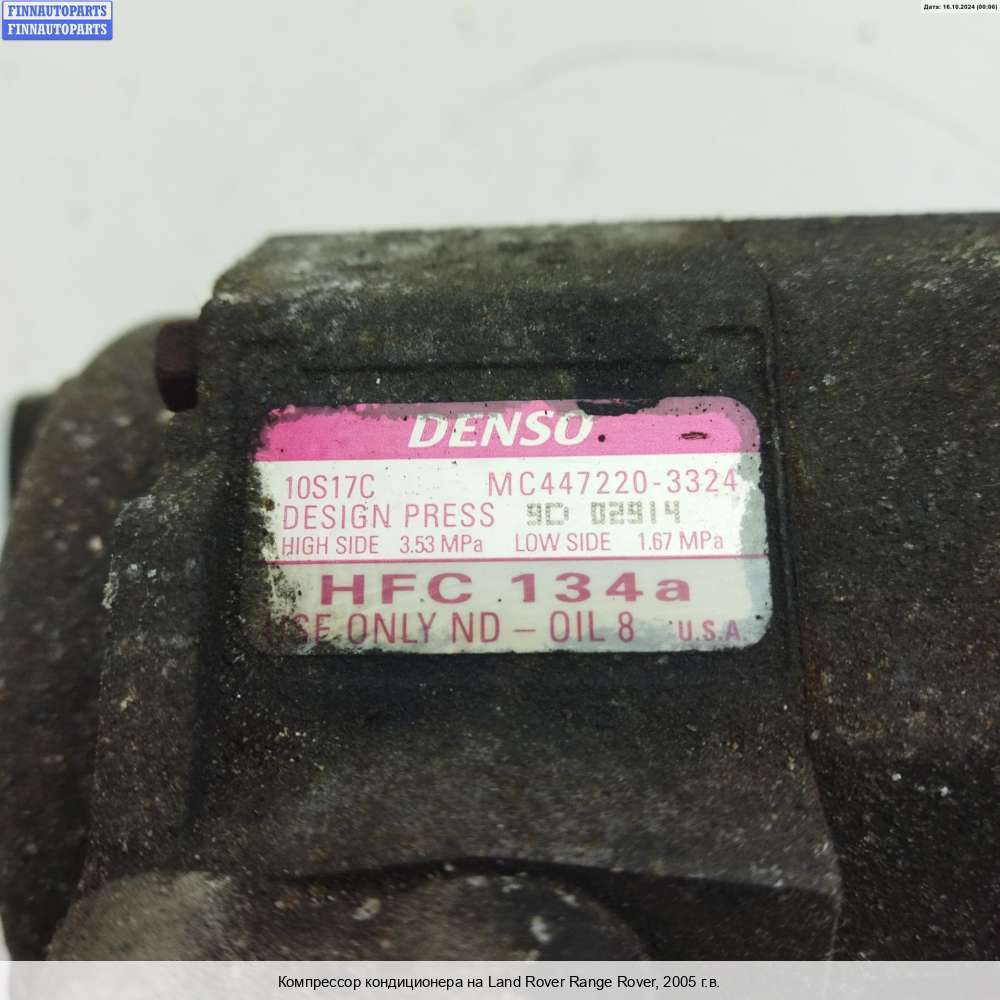 FINNAUTOPARTS
FINNAUTOPARTS
Дата: 16.10.2024 (00:06)
DENSO
10S17C MC447220-3324
DESIGN PRESS 9D 02914
HIGH SIDE 3.53 MPa LOW SIDE 1.67 MPa
HFC 134a
USE ONLY ND - OIL 8 U.S.A.
Компрессор кондиционера на Land Rover Range Rover, 2005 г.в.